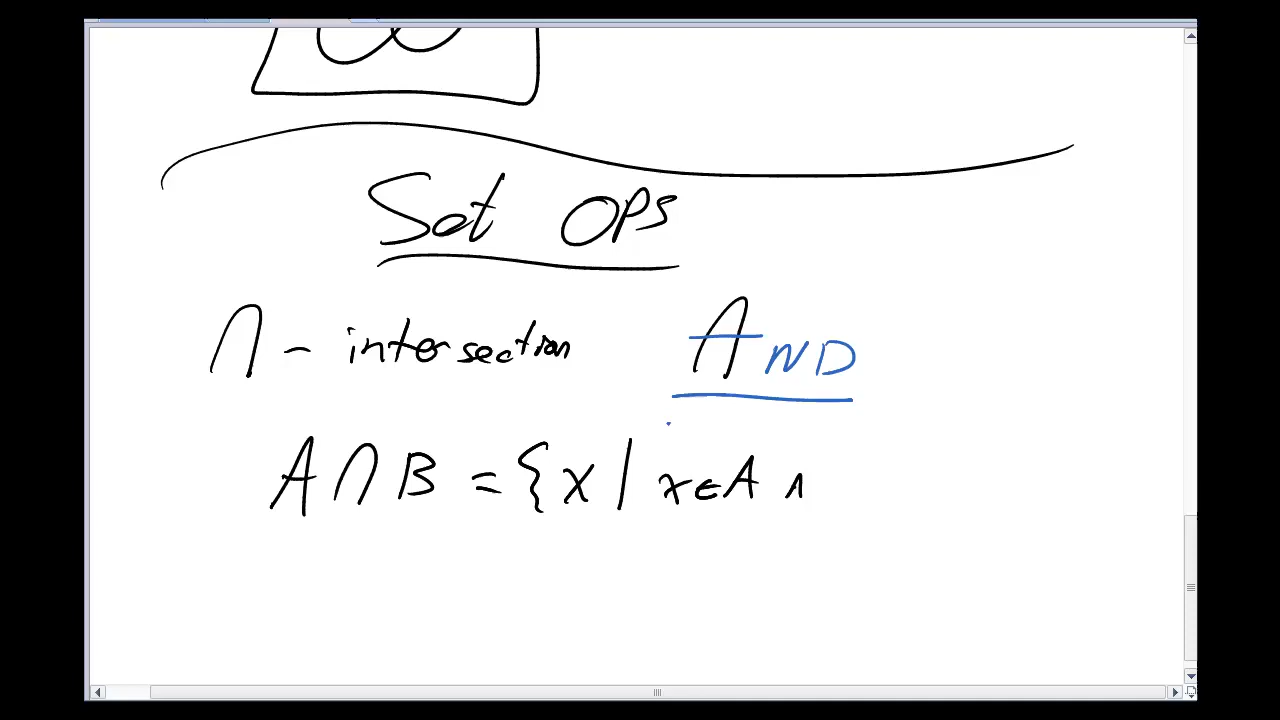 Set OPS
∩ - intersection AND
A ∩ B = { x | x ∈ A ∧